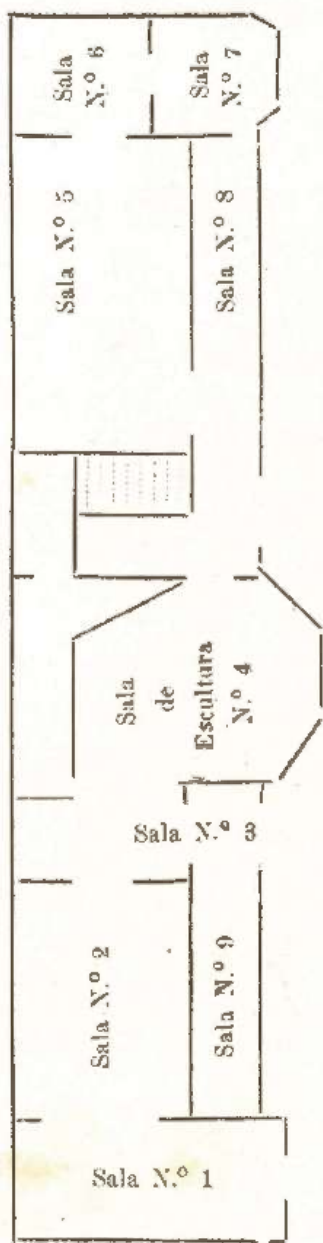 Sala N.º 1
Sala N.º 2
Sala N.º 9
Sala N.º 3
Sala
de
Escultura
N.º 4
Sala N.º 5
Sala N.º 8
Sala
N.º 6
Sala
N.º 7